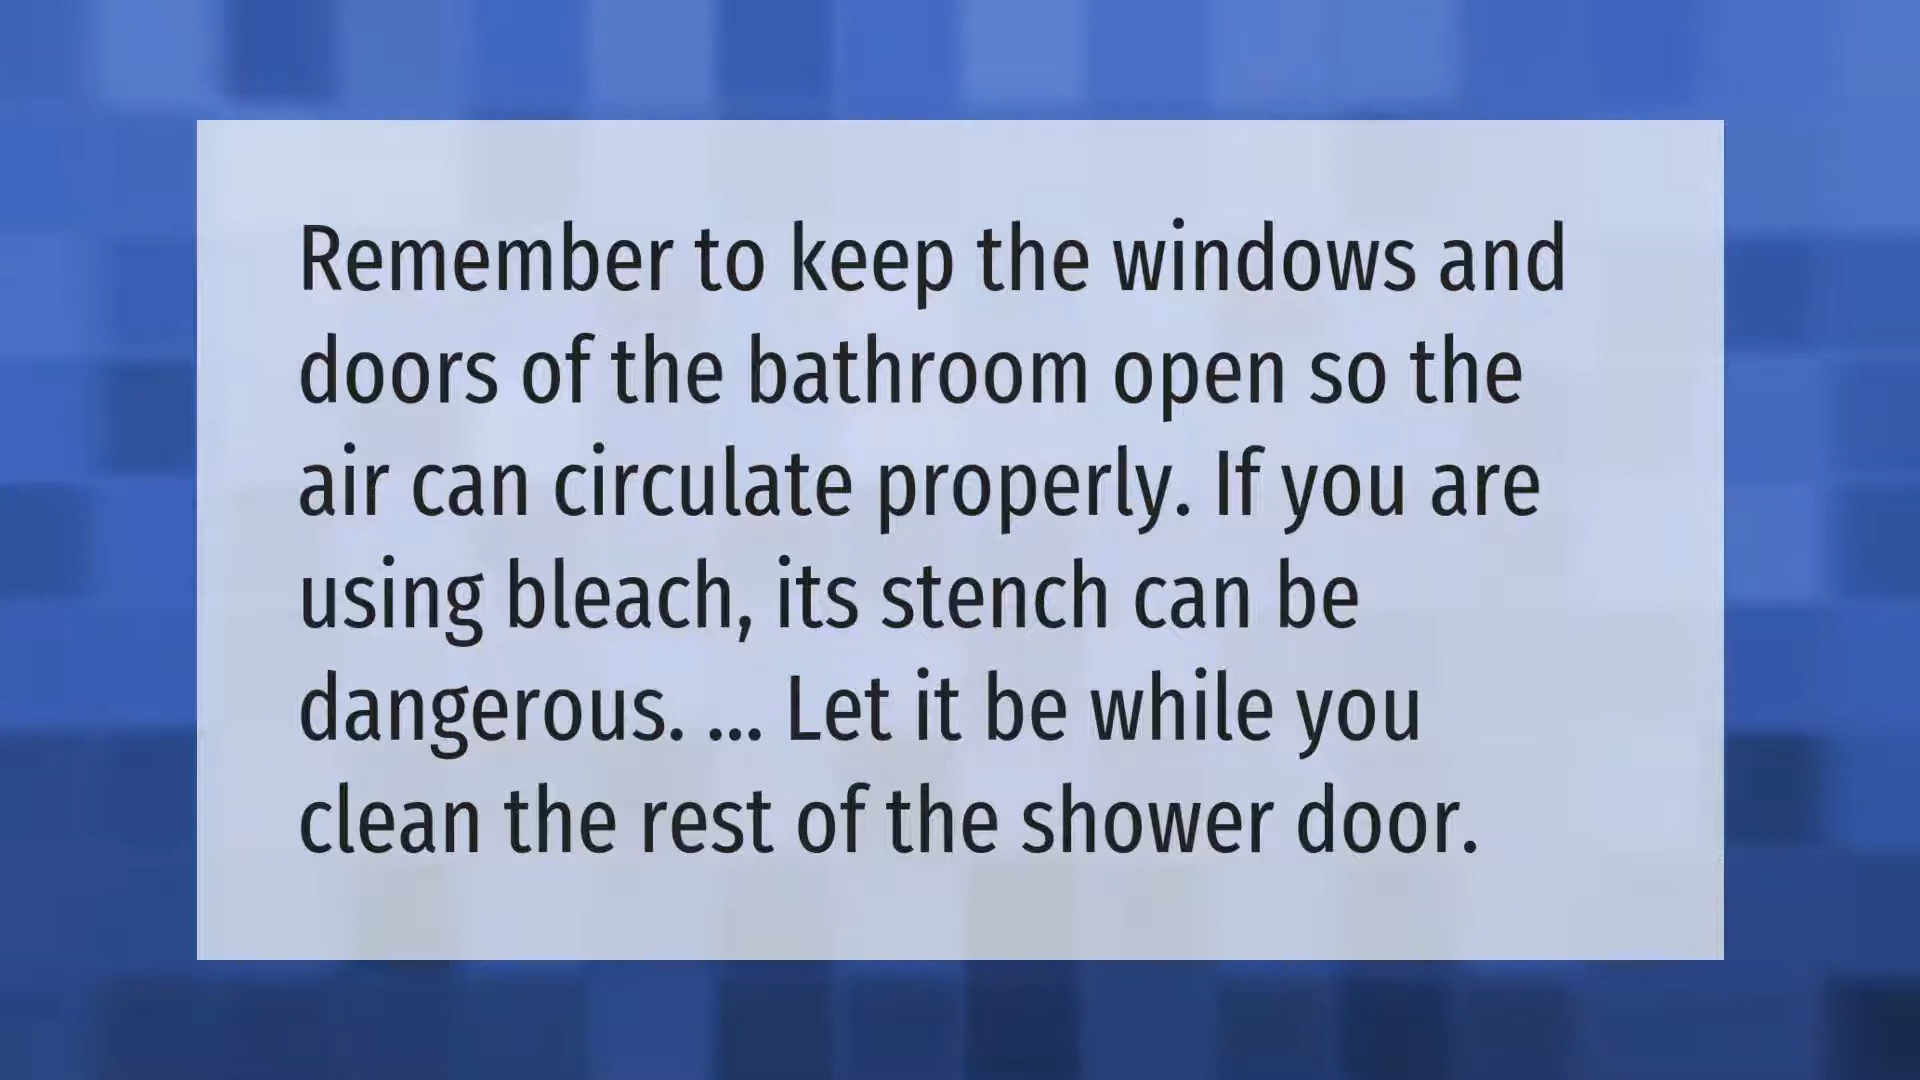 Remember to keep the windows and
doors of the bathroom open so the
air can circulate properly. If you are
using bleach, its stench can be
dangerous. ... Let it be while you
clean the rest of the shower door.